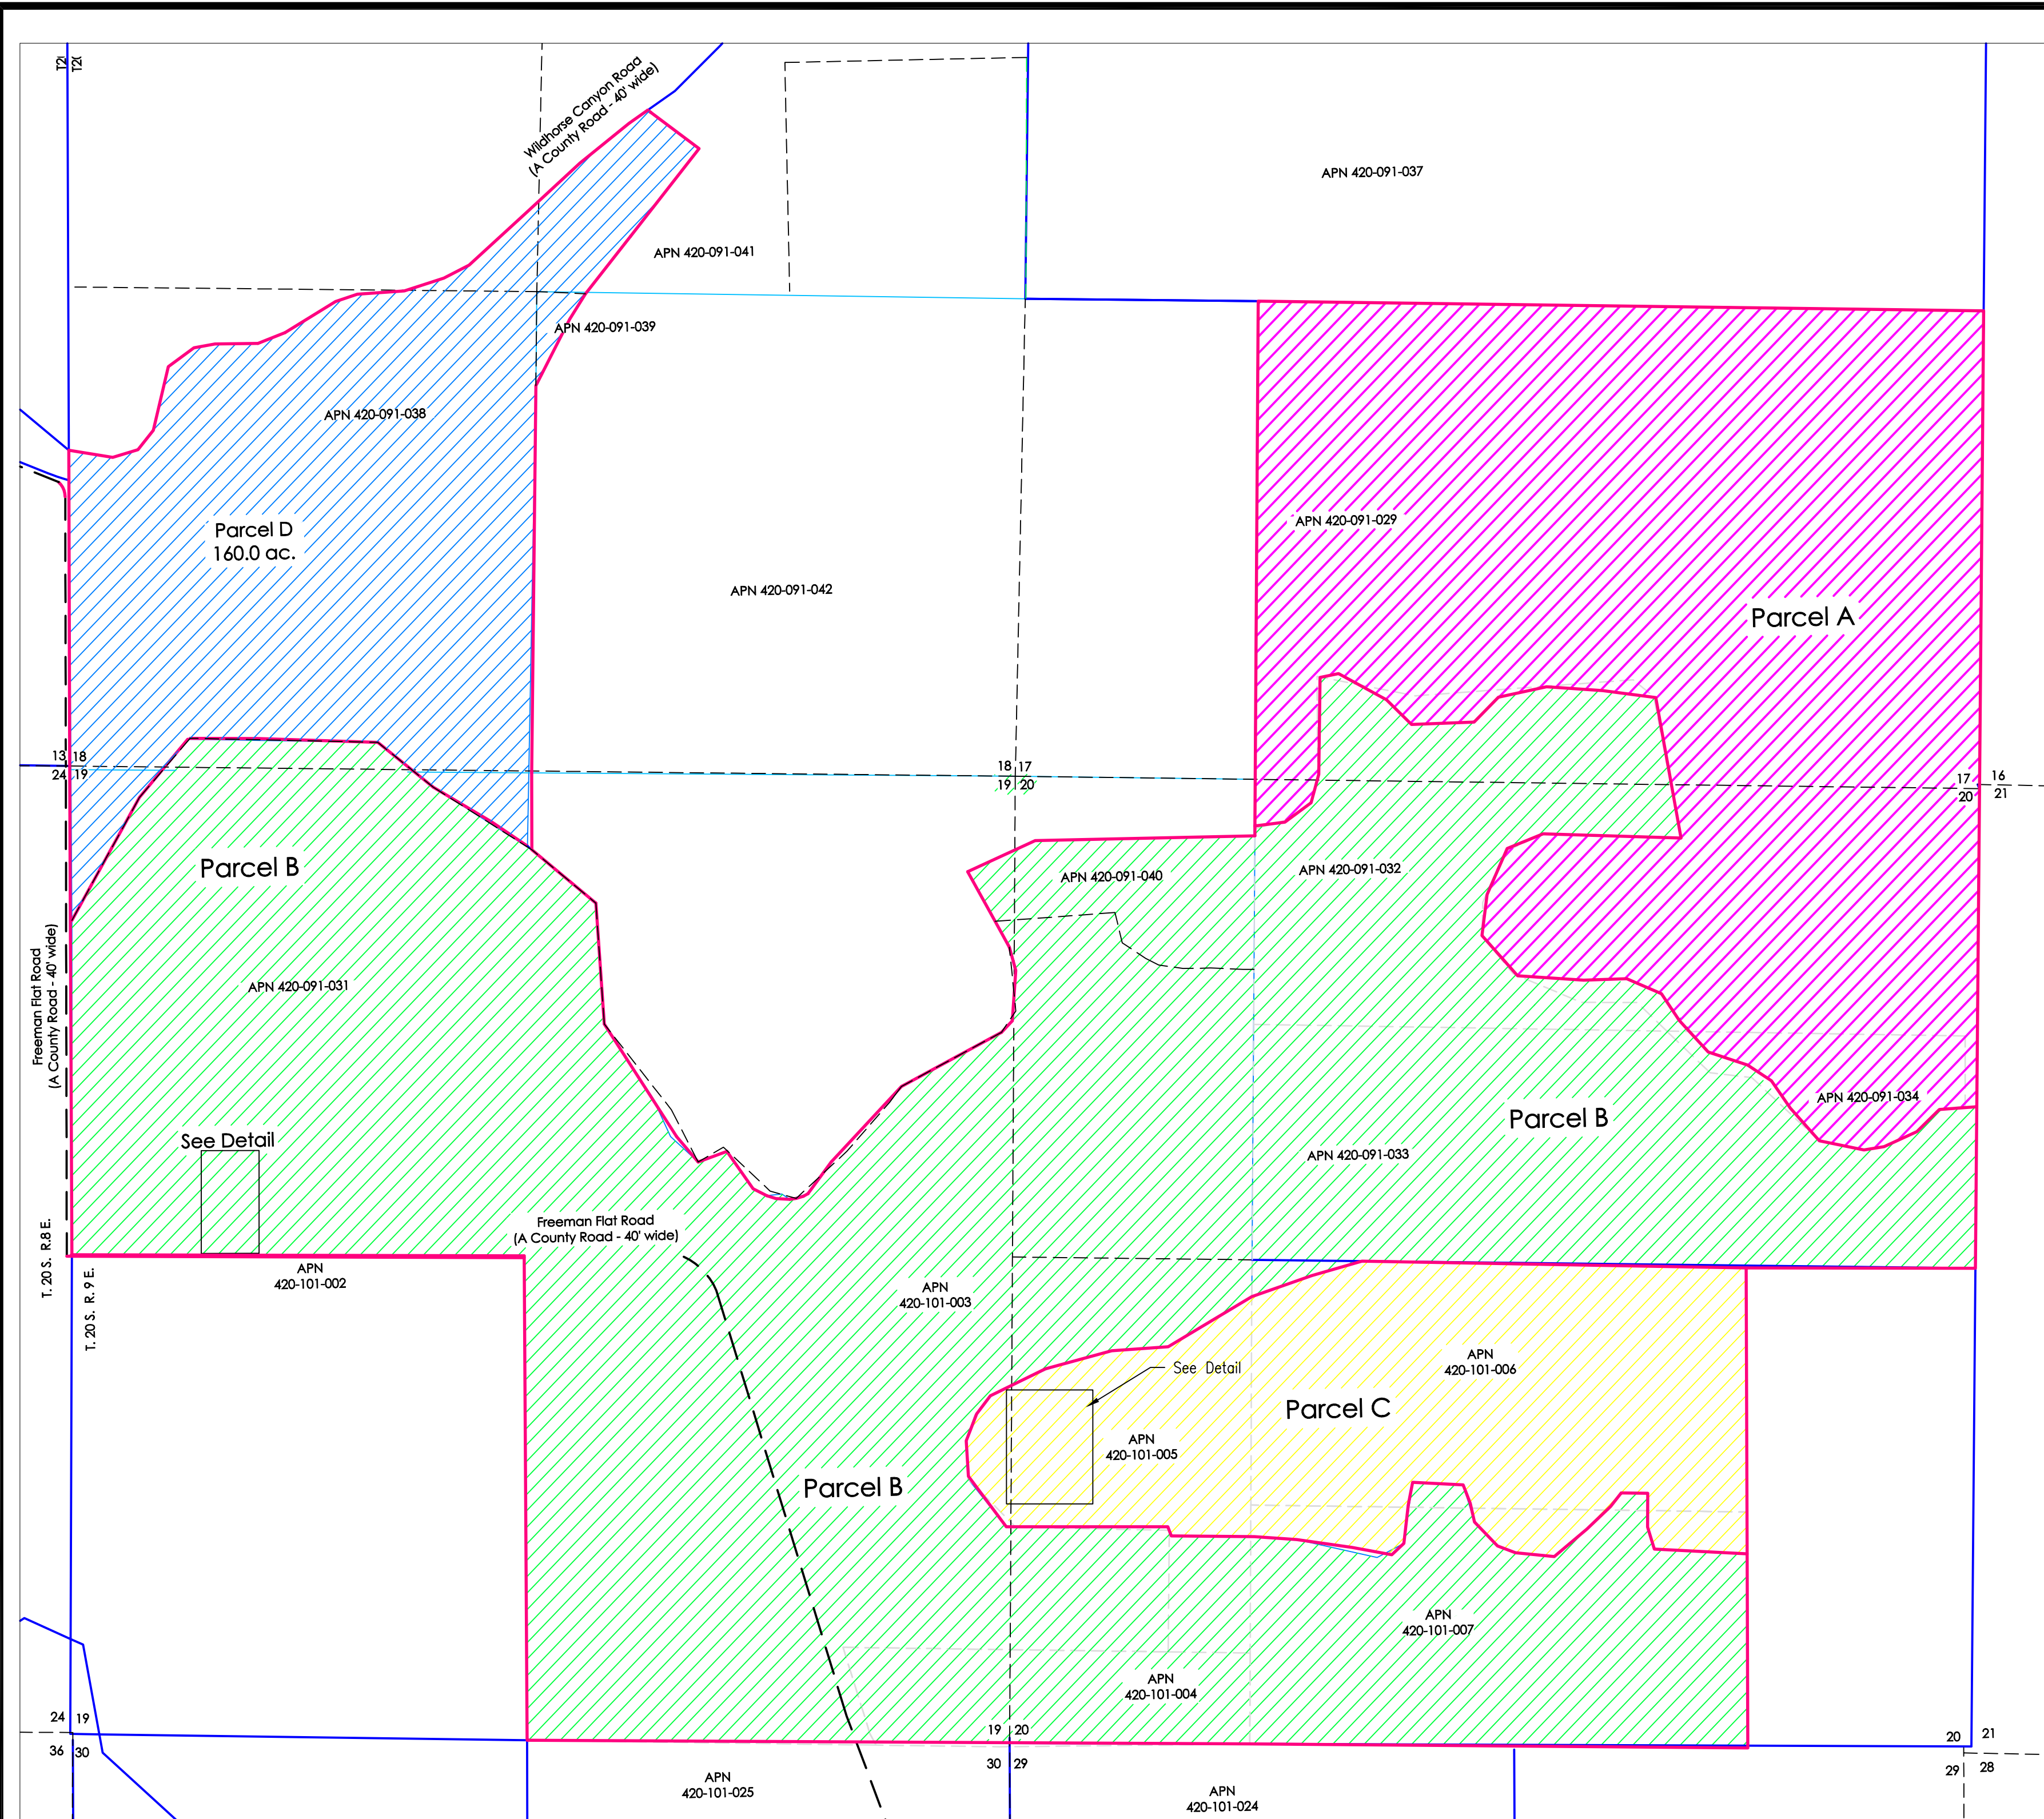 T2
T2
Wildhorse Canyon Road
(A County Road - 40' wide)
APN 420-091-037
APN 420-091-041
APN 420-091-039
APN 420-091-038
APN 420-091-029
Parcel D
160.0 ac.
APN 420-091-042
Parcel A
13 18
24 19
18 17
19 20
17 16
20 21
Parcel B
APN 420-091-040
APN 420-091-032
Freeman Flat Road
(A County Road - 40' wide)
APN 420-091-031
APN 420-091-034
Parcel B
See Detail
APN 420-091-033
Freeman Flat Road
(A County Road - 40' wide)
T. 20 S. R.8 E.
T. 20 S. R. 9 E.
APN
420-101-002
APN
420-101-003
See Detail
APN
420-101-006
Parcel C
APN
420-101-005
Parcel B
APN
420-101-007
APN
420-101-004
24 19
36 30
19 20
30 29
20 21
29 28
APN
420-101-025
APN
420-101-024